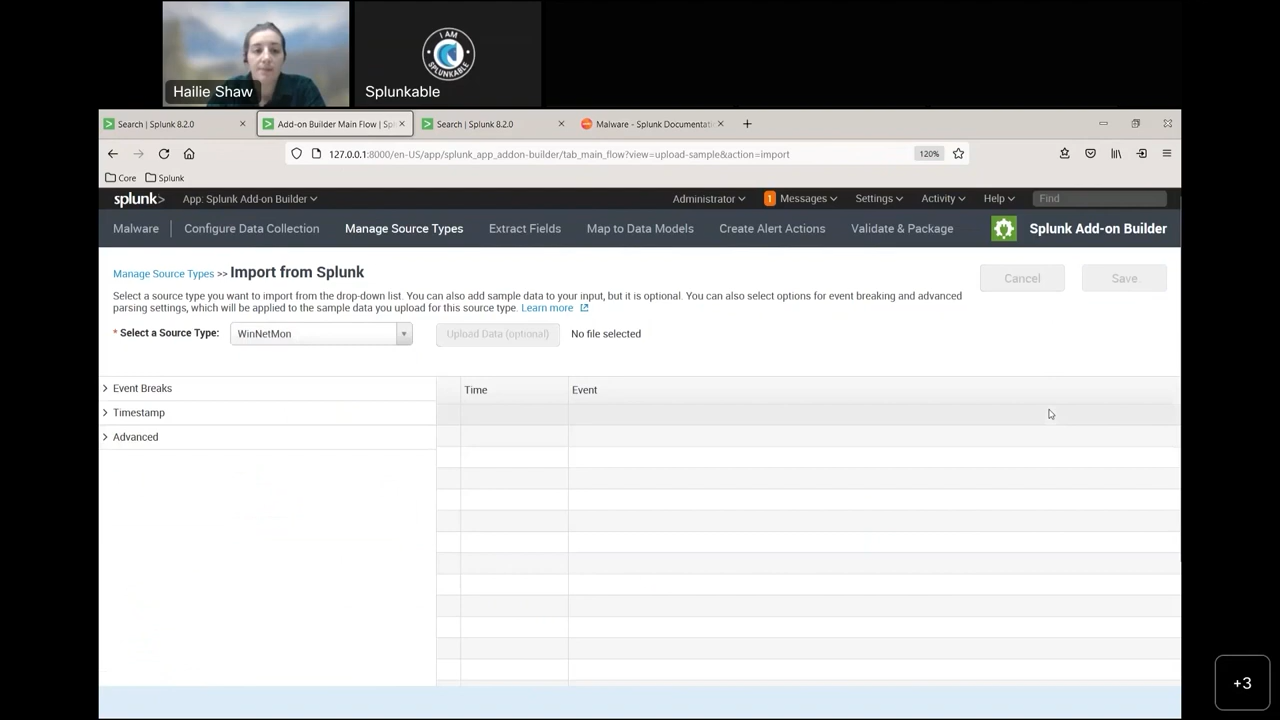 Hailie Shaw
I AM
SPLUNKABLE
Splunkable
Search | Splunk 8.2.0
Add-on Builder Main Flow | Spl
Search | Splunk 8.2.0
Malware - Splunk Documentati
127.0.0.1:8000/en-US/app/splunk_app_addon-builder/tab_main_flow?view=upload-sample&action=import
120%
Core
Splunk
splunk>
App: Splunk Add-on Builder
Administrator
1
Messages
Settings
Activity
Help
Find
Malware
Configure Data Collection
Manage Source Types
Extract Fields
Map to Data Models
Create Alert Actions
Validate & Package
Splunk Add-on Builder
Manage Source Types >> Import from Splunk
Cancel
Save
Select a source type you want to import from the drop-down list. You can also add sample data to your input, but it is optional. You can also select options for event breaking and advanced
parsing settings, which will be applied to the sample data you upload for this source type. Learn more
* Select a Source Type:
WinNetMon
Upload Data (optional)
No file selected
Event Breaks
Timestamp
Advanced
Time
Event
+3